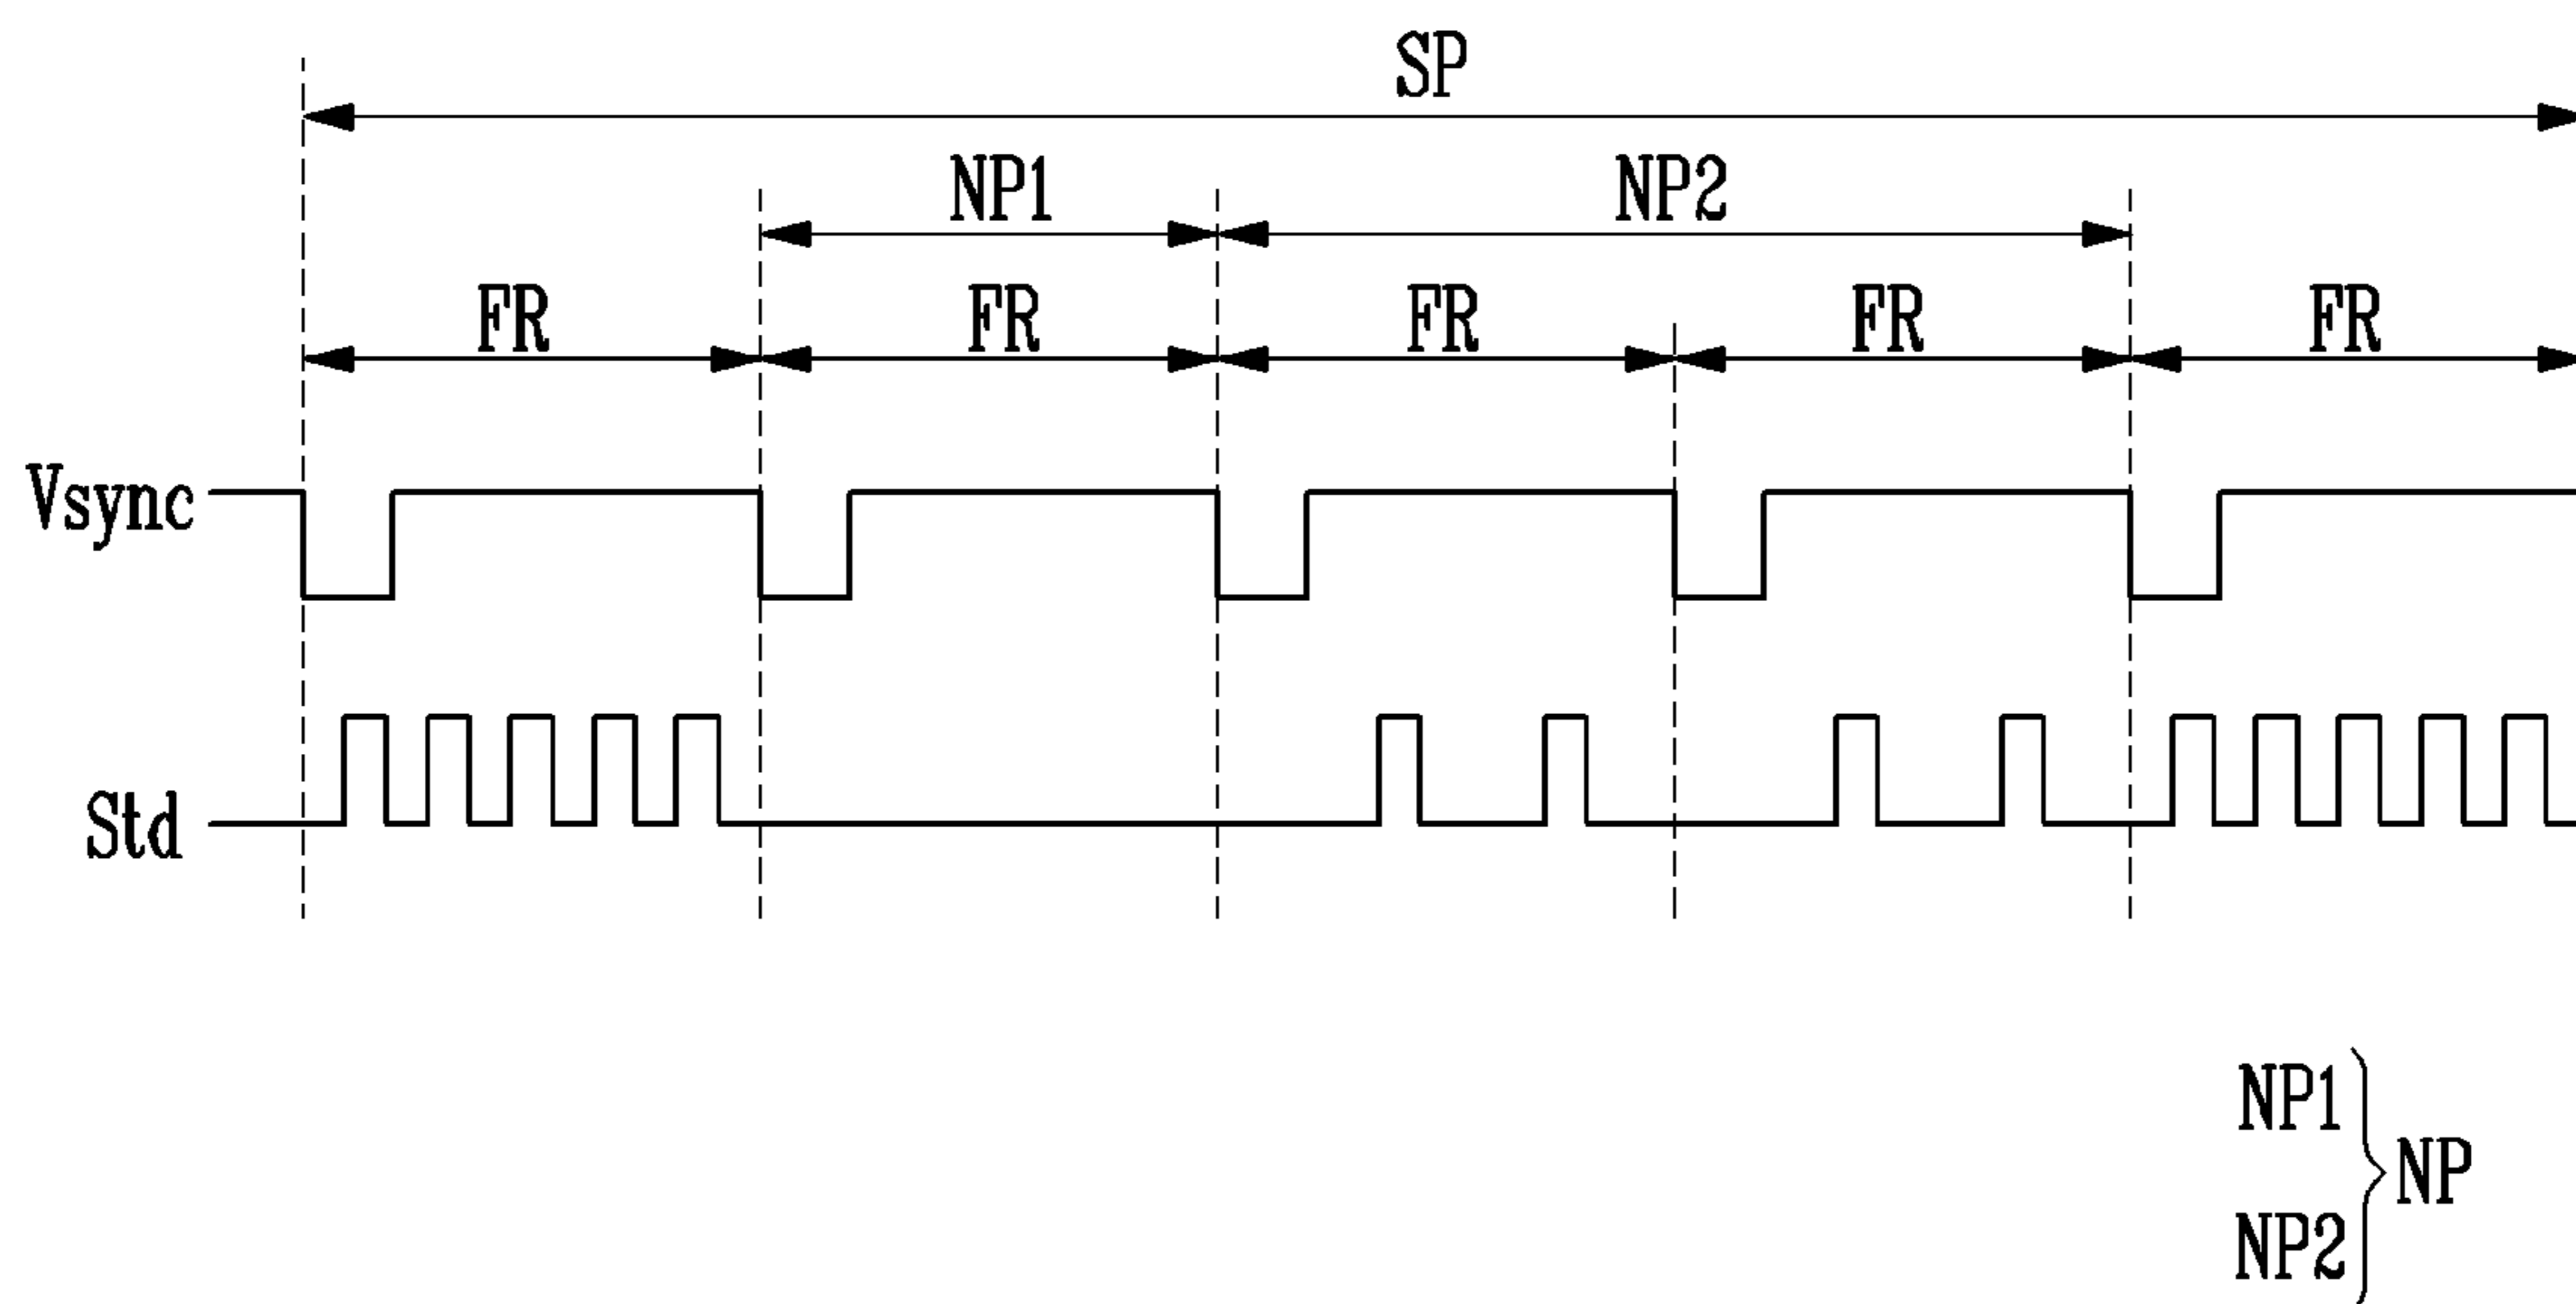 SP
NP1 NP2
FR FR FR FR FR
Vsync
Std
NP1
NP
NP2